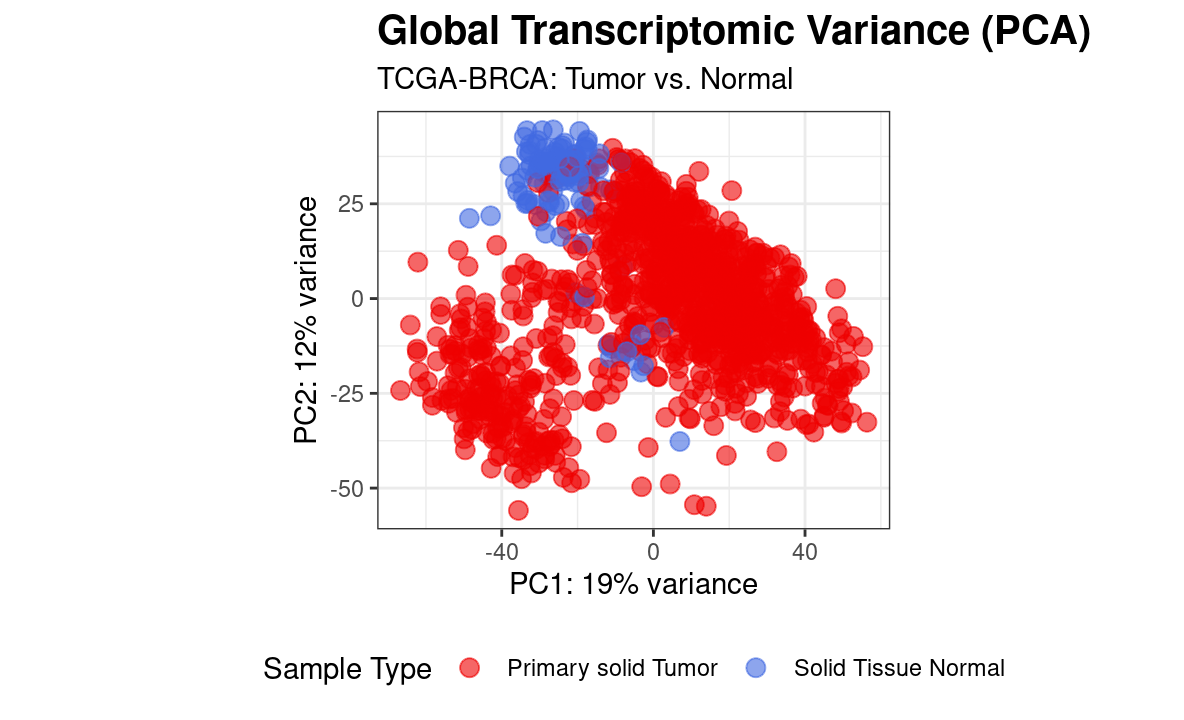 Global Transcriptomic Variance (PCA)
TCGA-BRCA: Tumor vs. Normal
PC2: 12% variance
25
0
-25
-50
-40
0
40
PC1: 19% variance
Sample Type
Primary solid Tumor
Solid Tissue Normal